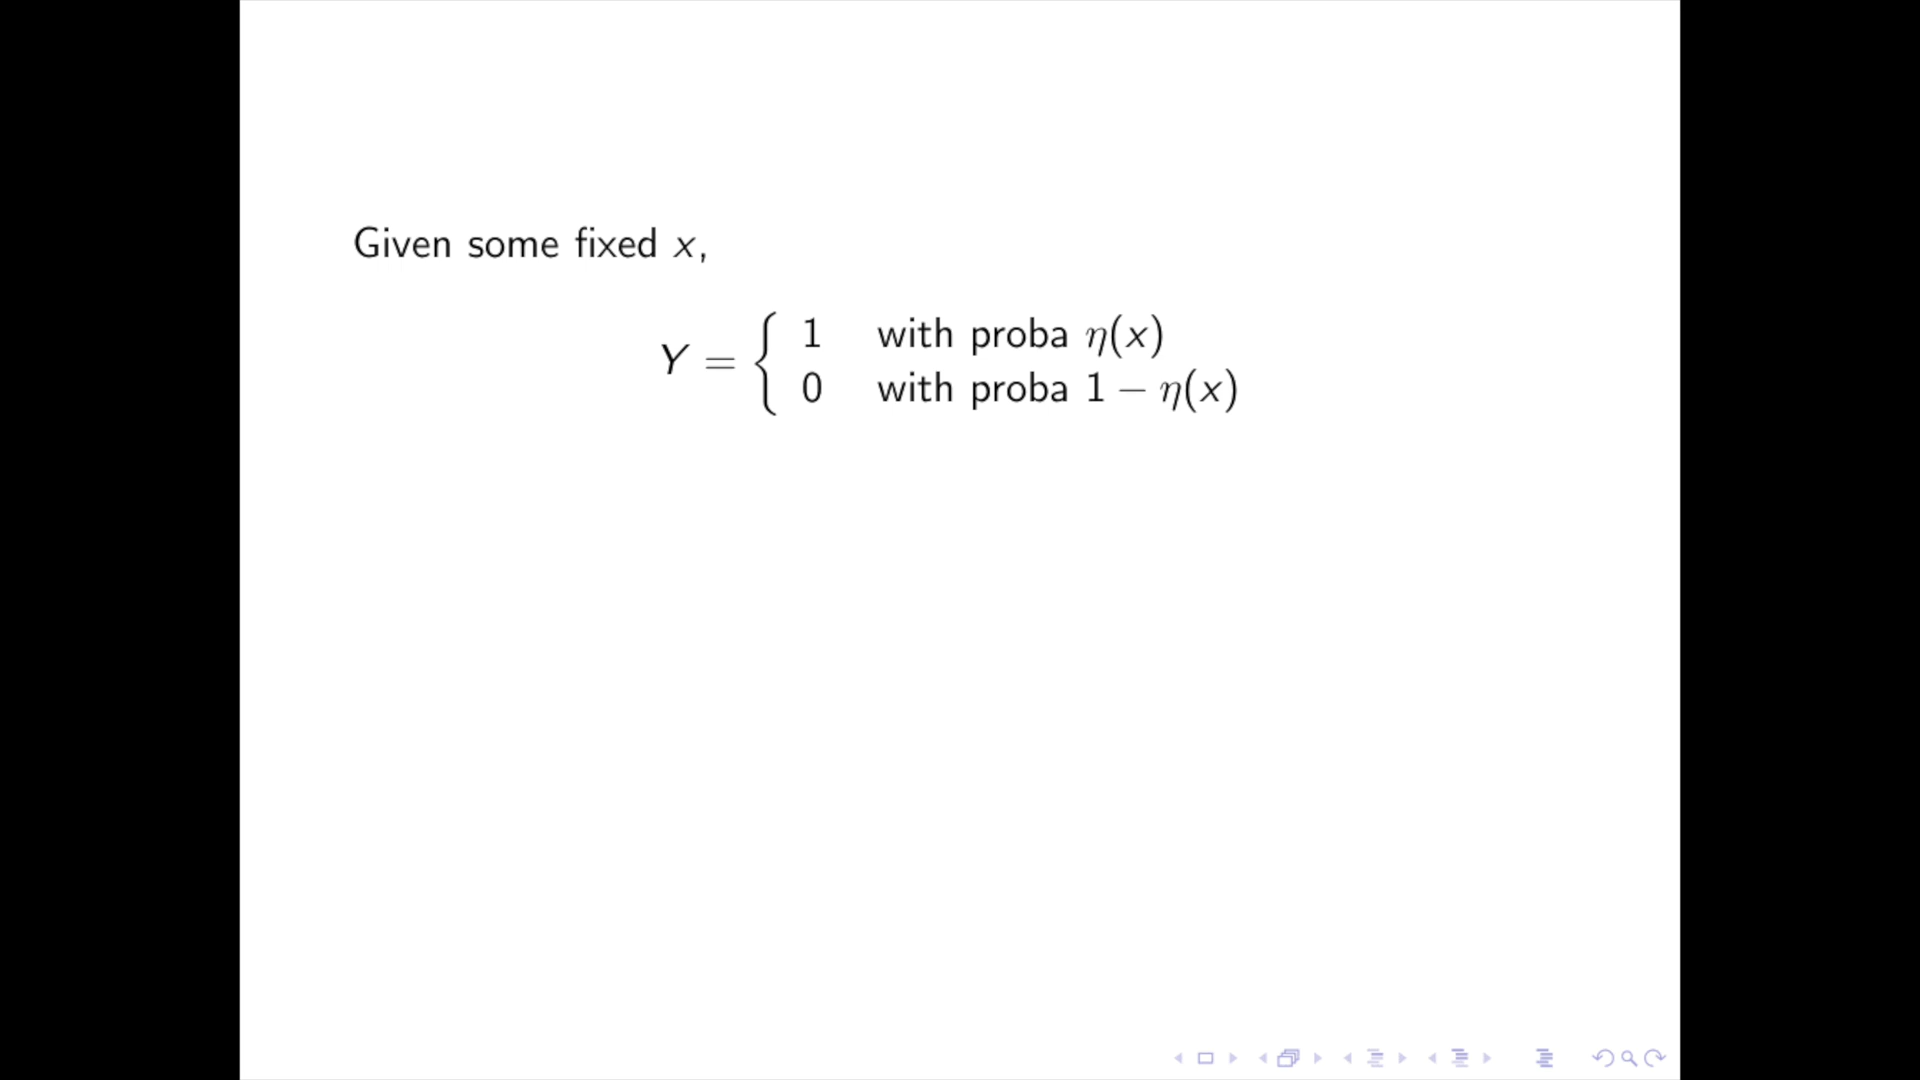 Given some fixed x,
Y = { 1 with proba η(x)
0 with proba 1 − η(x)